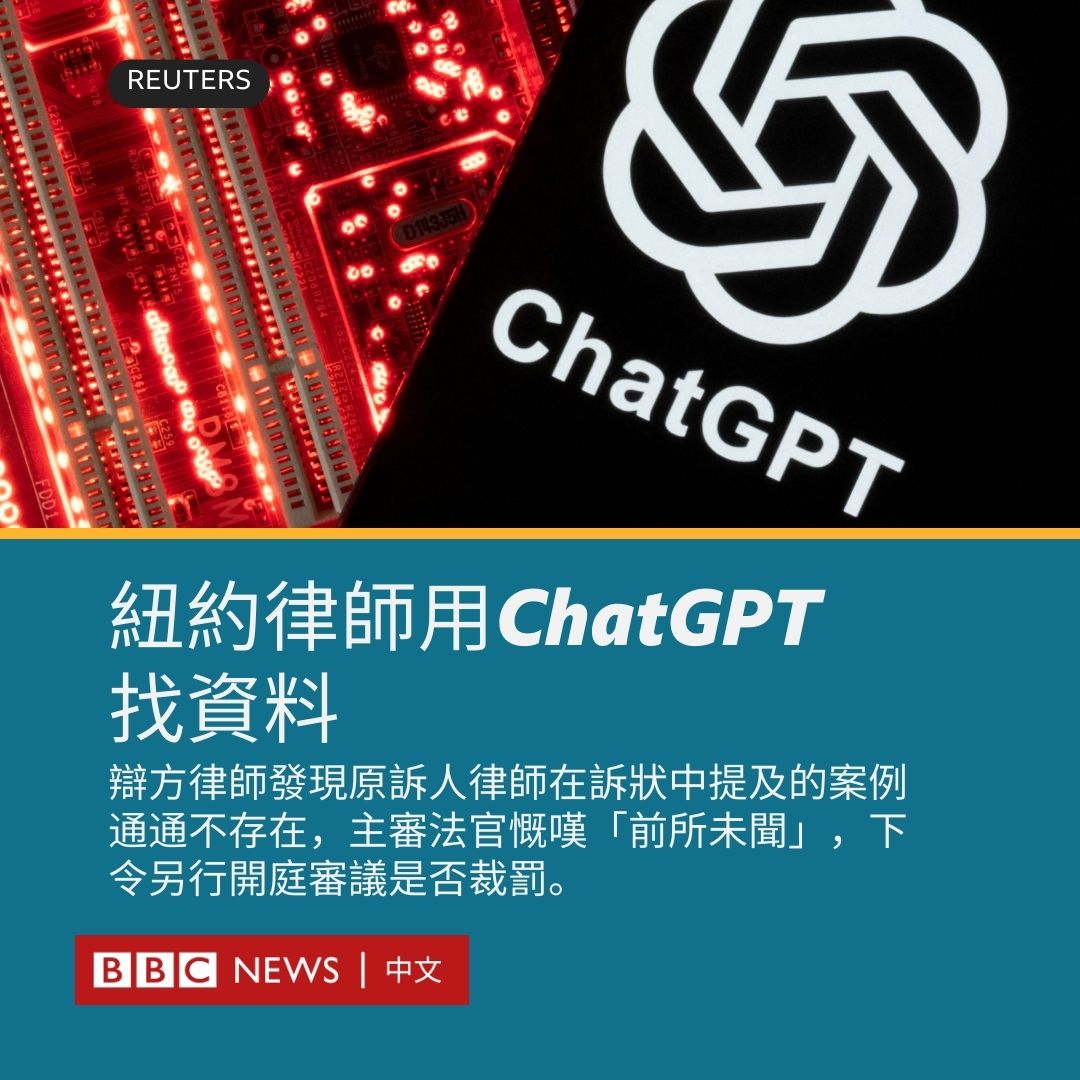 REUTERS
D143J5H
FDD1
ChatGPT
紐約律師用ChatGPT
找資料
辯方律師發現原訴人律師在訴狀中提及的案例
通通不存在，主審法官慨嘆「前所未聞」，下
令另行開庭審議是否裁罰。
BBC NEWS | 中文